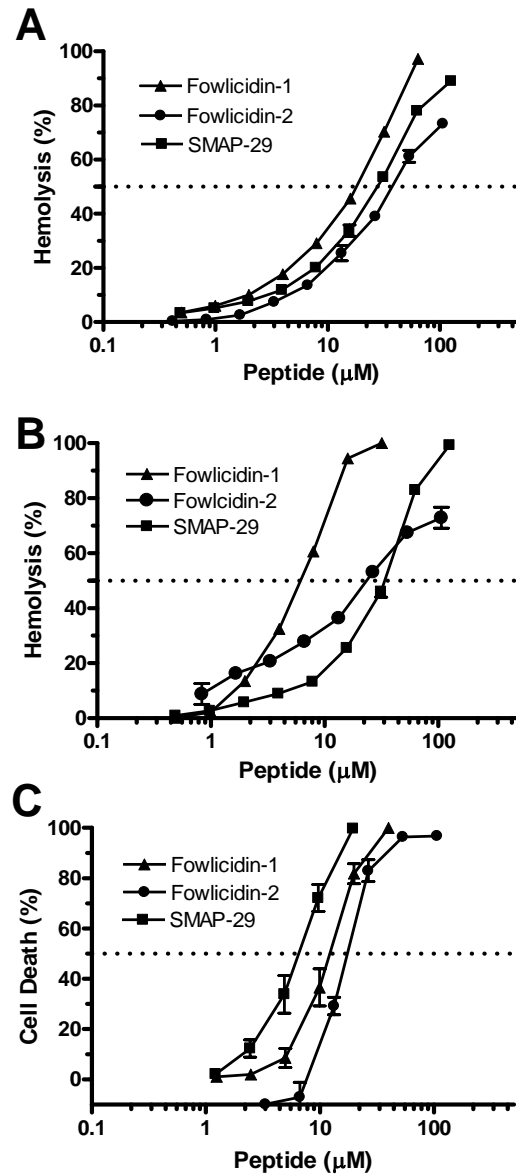 A
100
80
60
40
20
0
Hemolysis (%)
Fowlicidin-1
Fowlicidin-2
SMAP-29
0.1 1 10 100
Peptide (μM)
B
100
80
60
40
20
0
Hemolysis (%)
Fowlicidin-1
Fowlcidin-2
SMAP-29
0.1 1 10 100
Peptide (μM)
C
100
80
60
40
20
0
Cell Death (%)
Fowlicidin-1
Fowlicidin-2
SMAP-29
0.1 1 10 100
Peptide (μM)